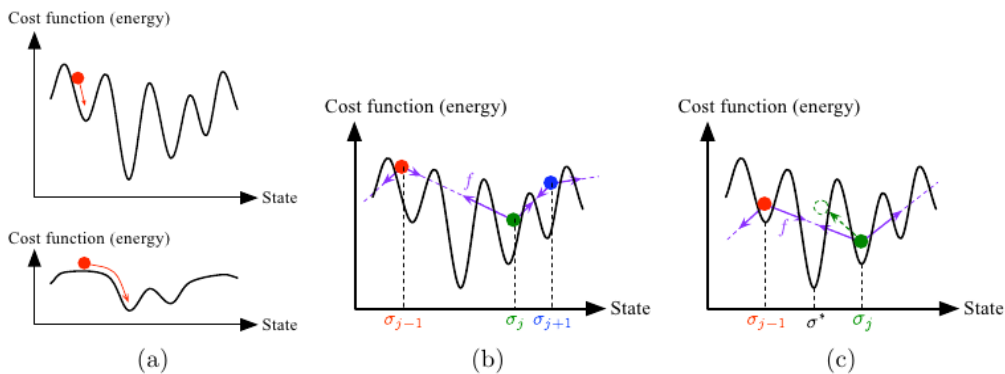 Cost function (energy)
State
Cost function (energy)
State
(a)
Cost function (energy)
f
State
σ_{j−1}
σ_j
σ_{j+1}
(b)
Cost function (energy)
f
State
σ_{j−1}
σ*
σ_j
(c)